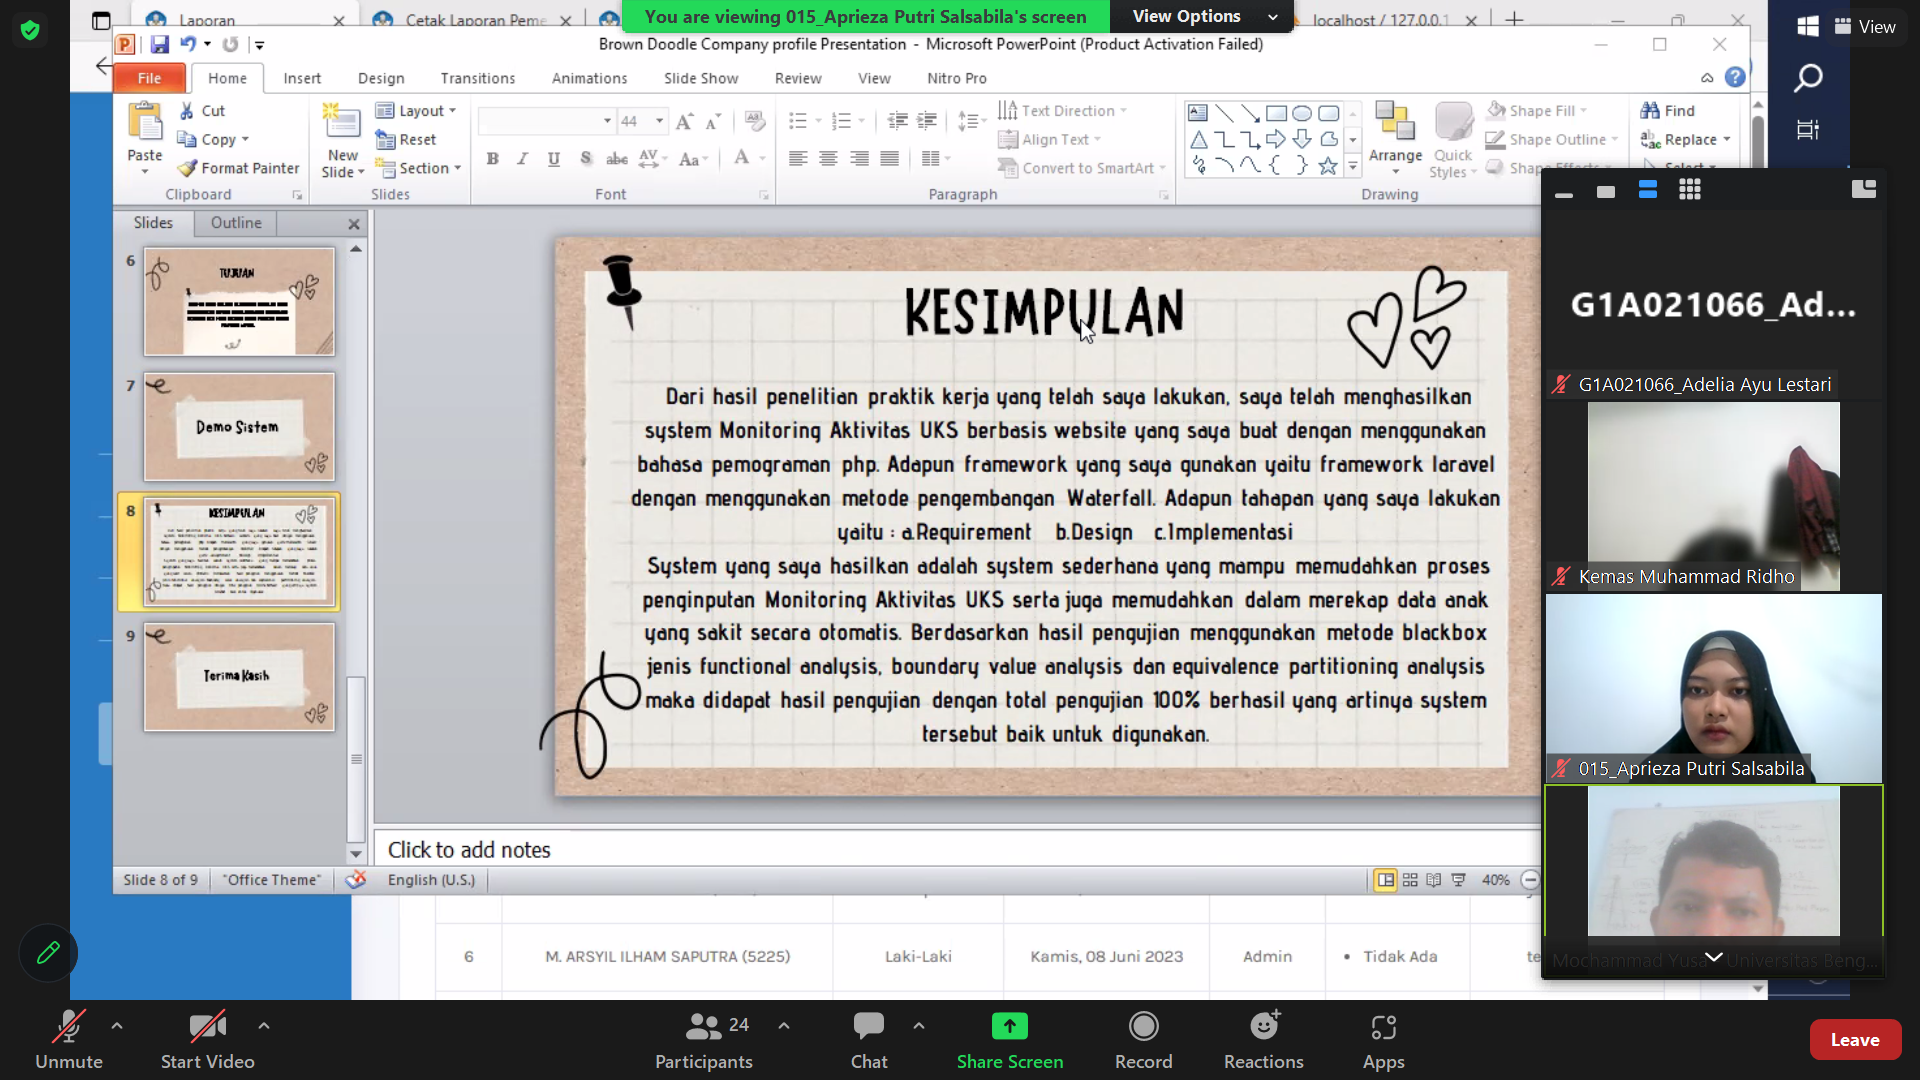 Laporan
Cetak Laporan Peme
You are viewing 015_Aprieza Putri Salsabila's screen
View Options
localhost / 127.0.0.1
View
Brown Doodle Company profile Presentation - Microsoft PowerPoint (Product Activation Failed)
File Home Insert Design Transitions Animations Slide Show Review View Nitro Pro
Cut Layout 44 Text Direction Shape Fill Find
Copy Reset Align Text Shape Outline Replace
Paste Format Painter New Slide Section Convert to SmartArt Arrange Quick Styles
Clipboard Slides Font Paragraph Drawing
Slides Outline
6
TUJUAN
7
Demo Sistem
8
KESIMPULAN
9
Terima Kasih
KESIMPULAN
Dari hasil penelitian praktik kerja yang telah saya lakukan, saya telah menghasilkan
system Monitoring Aktivitas UKS berbasis website yang saya buat dengan menggunakan
bahasa pemograman php. Adapun framework yang saya gunakan yaitu framework laravel
dengan menggunakan metode pengembangan Waterfall. Adapun tahapan yang saya lakukan
yaitu : a.Requirement b.Design c.Implementasi
System yang saya hasilkan adalah system sederhana yang mampu memudahkan proses
penginputan Monitoring Aktivitas UKS serta juga memudahkan dalam merekap data anak
yang sakit secara otomatis. Berdasarkan hasil pengujian menggunakan metode blackbox
jenis functional analysis, boundary value analysis dan equivalence partitioning analysis
maka didapat hasil pengujian dengan total pengujian 100% berhasil yang artinya system
tersebut baik untuk digunakan.
Click to add notes
Slide 8 of 9 "Office Theme" English (U.S.) 40%
6 M. ARSYIL ILHAM SAPUTRA (5225) Laki-Laki Kamis, 08 Juni 2023 Admin • Tidak Ada
G1A021066_Ad...
G1A021066_Adelia Ayu Lestari
Kemas Muhammad Ridho
015_Aprieza Putri Salsabila
Unmute Start Video Participants 24 Chat Share Screen Record Reactions Apps Leave